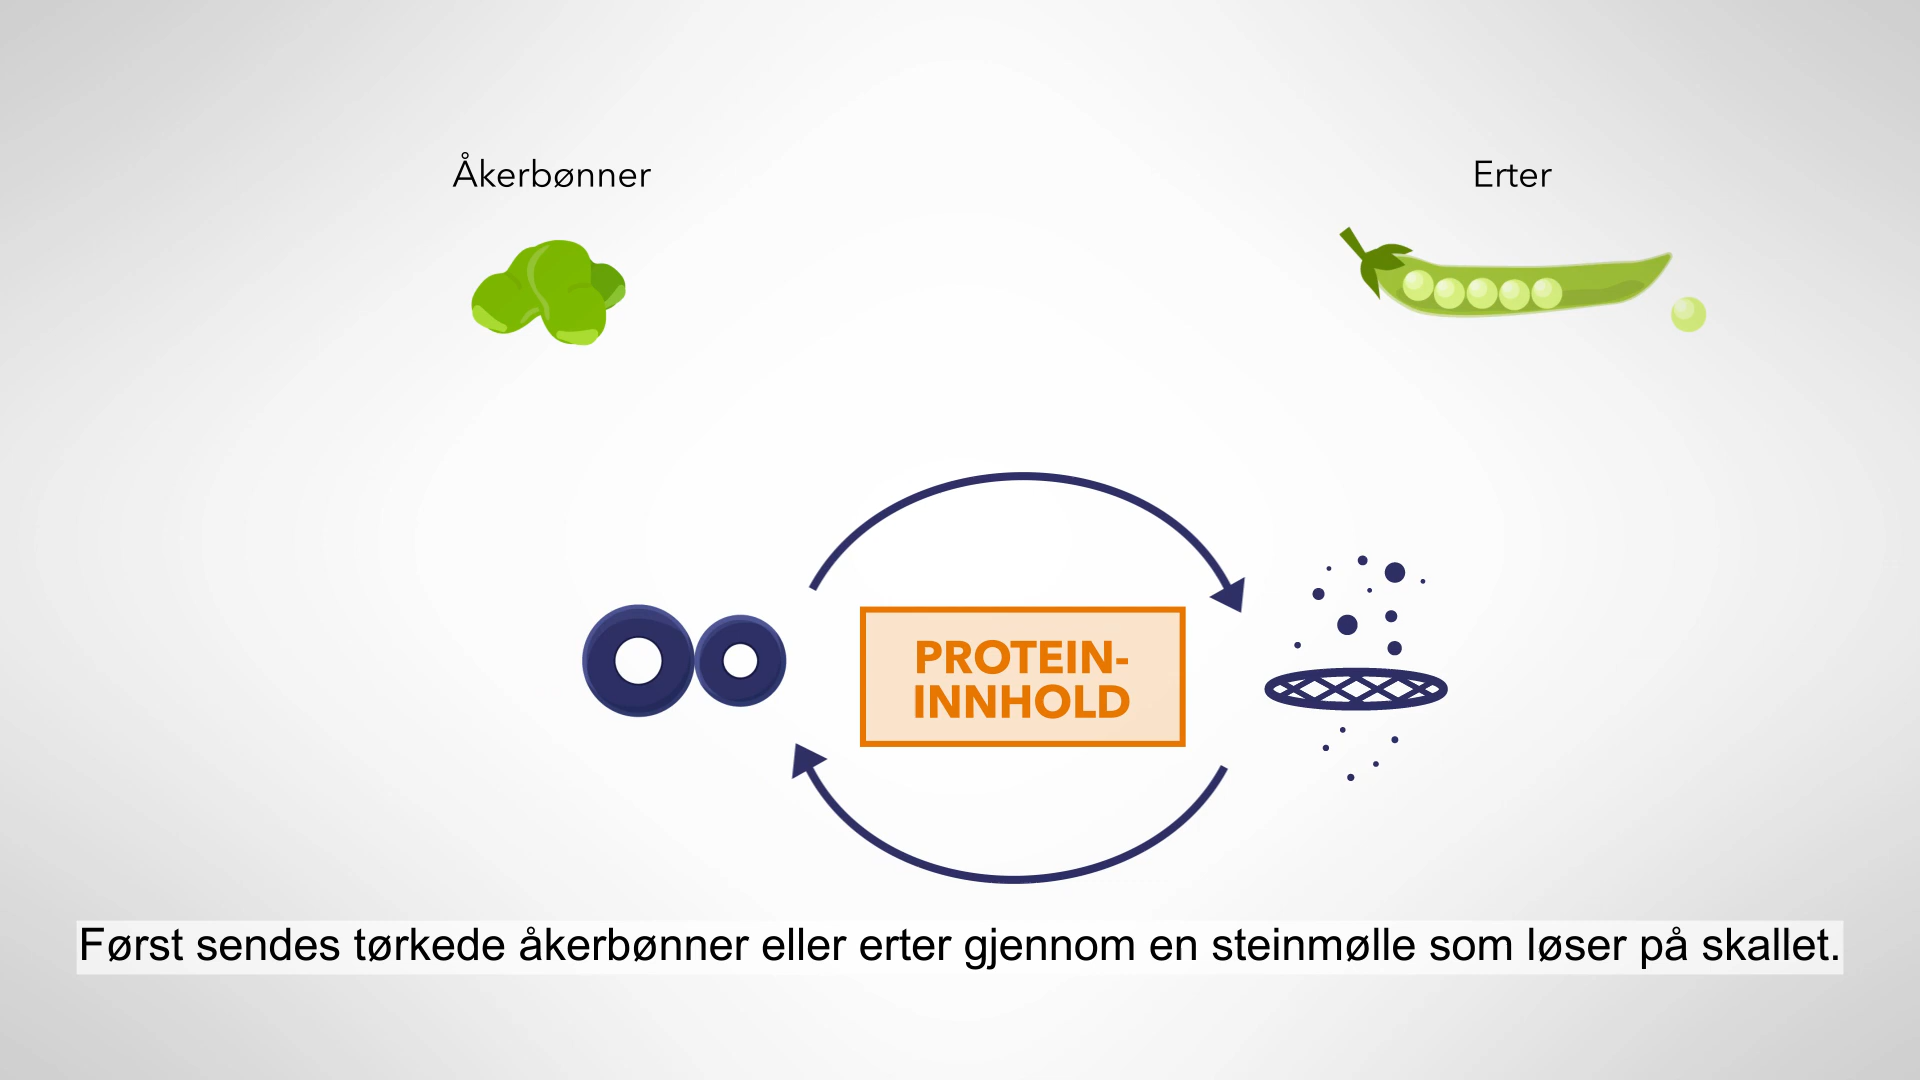 Åkerbønner
Erter
PROTEIN-
INNHOLD
Først sendes tørkede åkerbønner eller erter gjennom en steinmølle som løser på skallet.